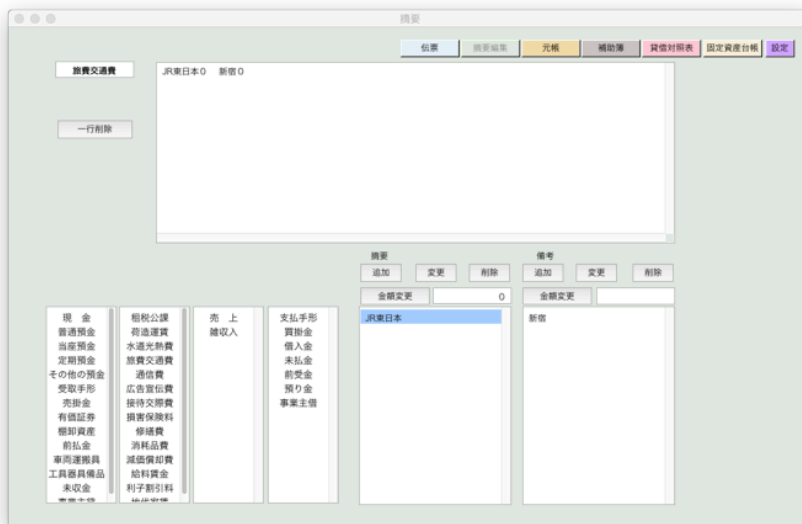 摘要
伝票
摘要編集
元帳
補助簿
貸借対照表
固定資産台帳
設定
旅費交通費
JR東日本0 新宿0
一行削除
摘要
追加
変更
削除
金額変更
0
備考
追加
変更
削除
金額変更
現 金
普通預金
当座預金
定期預金
その他の預金
受取手形
売掛金
有価証券
棚卸資産
前払金
車両運搬具
工具器具備品
未収金
事業主貸
租税公課
荷造運賃
水道光熱費
旅費交通費
通信費
広告宣伝費
接待交際費
損害保険料
修繕費
消耗品費
減価償却費
給料賃金
利子割引料
地代家賃
売 上
雑収入
支払手形
買掛金
借入金
未払金
前受金
預り金
事業主借
JR東日本
新宿